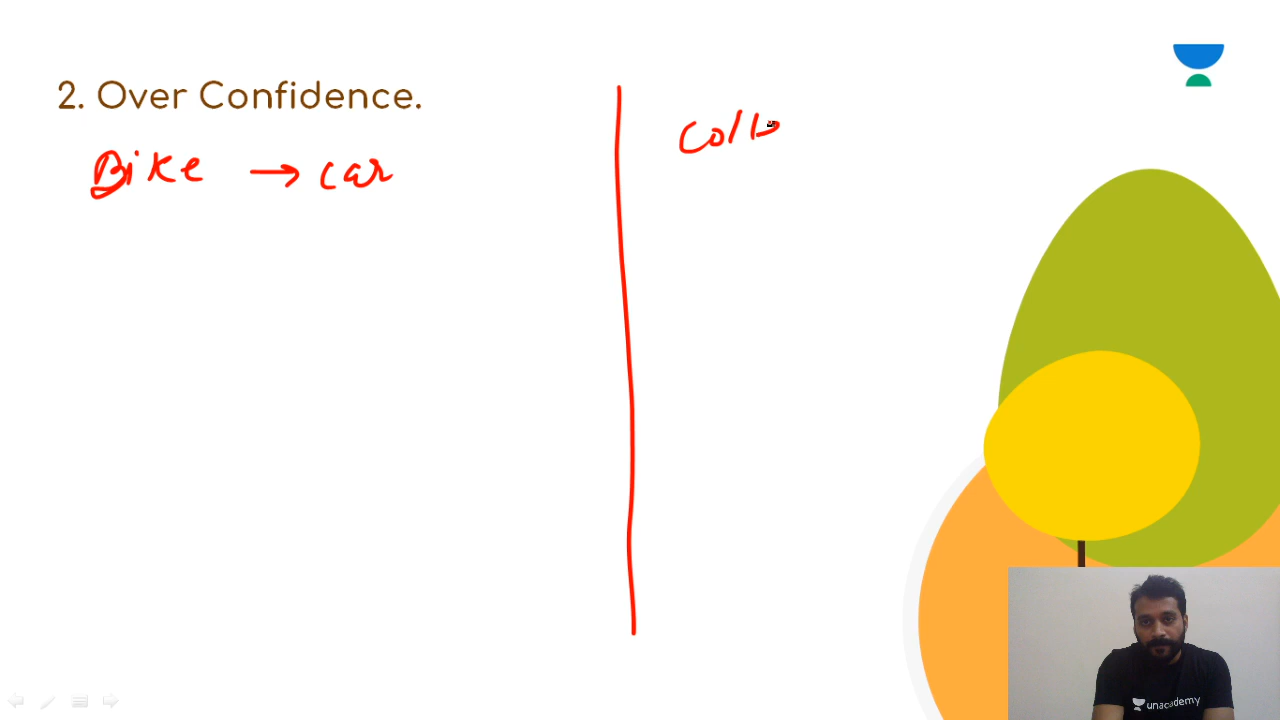 2. Over Confidence.
Bike → car
unacademy